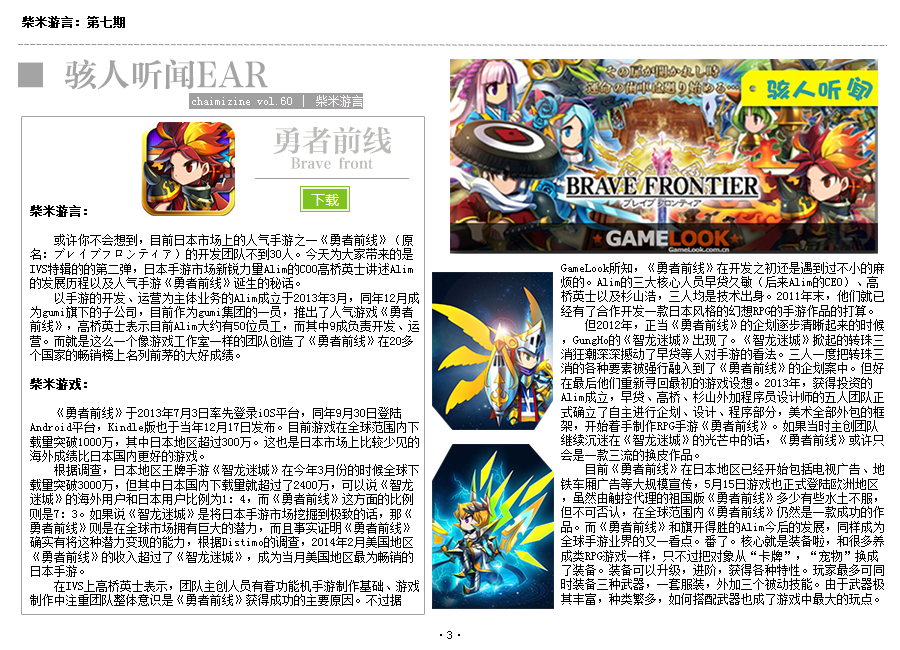 柴米游言：第七期
骇人听闻EAR
chaimizine vol.60 | 柴米游言
勇者前线
Brave front
下载
柴米游言：
或许你不会想到，目前日本市场上的人气手游之一《勇者前线》（原
名：ブレイブフロンティア）的开发团队不到30人。今天为大家带来的是
IVS特辑的的第二弹，日本手游市场新锐力量Alim的COO高桥英士讲述Alim
的发展历程以及人气手游《勇者前线》诞生的秘话。
以手游的开发、运营为主体业务的Alim成立于2013年3月，同年12月成
为gumi旗下的子公司，目前作为gumi集团的一员，推出了人气游戏《勇者
前线》，高桥英士表示目前Alim大约有50位员工，而其中9成负责开发、运
营。而就是这么一个像游戏工作室一样的团队创造了《勇者前线》在20多
个国家的畅销榜上名列前茅的大好成绩。
柴米游戏：
《勇者前线》于2013年7月3日率先登录iOS平台，同年9月30日登陆
Android平台，Kindle版也于当年12月17日发布。目前游戏在全球范围内下
载量突破1000万，其中日本地区超过300万。这也是日本市场上比较少见的
海外成绩比日本国内更好的游戏。
根据调查，日本地区王牌手游《智龙迷城》在今年3月份的时候全球下
载量突破3000万，但其中日本国内下载量就超过了2400万，可以说《智龙
迷城》的海外用户和日本用户比例为1：4，而《勇者前线》这方面的比例
则是7：3。如果说《智龙迷城》是将日本手游市场挖掘到极致的话，那《
勇者前线》则是在全球市场拥有巨大的潜力，而且事实证明《勇者前线》
确实有将这种潜力变现的能力，根据Distimo的调查，2014年2月美国地区
《勇者前线》的收入超过了《智龙迷城》，成为当月美国地区最为畅销的
日本手游。
在IVS上高桥英士表示，团队主创人员有着功能机手游制作基础、游戏
制作中注重团队整体意识是《勇者前线》获得成功的主要原因。不过据
その扉が開かれし時
運命の歯車は廻り始める…
骇人听闻
BRAVE FRONTIER
ブレイブ フロンティア
GAMELOOK
GameLook.com.cn
GameLook所知，《勇者前线》在开发之初还是遇到过不小的麻
烦的。Alim的三大核心人员早贷久敏（后来Alim的CEO）、高
桥英士以及杉山浩，三人均是技术出身。2011年末，他们就已
经有了合作开发一款日本风格的幻想RPG的手游作品的打算。
但2012年，正当《勇者前线》的企划逐步清晰起来的时候
，GungHo的《智龙迷城》出现了。《智龙迷城》掀起的转珠三
消狂潮深深撼动了早贷等人对手游的看法。三人一度把转珠三
消的各种要素被强行融入到了《勇者前线》的企划案中。但好
在最后他们重新寻回最初的游戏设想。2013年，获得投资的
Alim成立，早贷、高桥、杉山外加程序员设计师的五人团队正
式确立了自主进行企划、设计、程序部分，美术全部外包的框
架，开始着手制作RPG手游《勇者前线》。如果当时主创团队
继续沉迷在《智龙迷城》的光芒中的话，《勇者前线》或许只
会是一款三流的换皮作品。
目前《勇者前线》在日本地区已经开始包括电视广告、地
铁车厢广告等大规模宣传，5月15日游戏也正式登陆欧洲地区
，虽然由触控代理的祖国版《勇者前线》多少有些水土不服，
但不可否认，在全球范围内《勇者前线》仍然是一款成功的作
品。而《勇者前线》和旗开得胜的Alim今后的发展，同样成为
全球手游业界的又一看点。番了。核心就是装备啦，和很多养
成类RPG游戏一样，只不过把对象从“卡牌”，“宠物”换成
了装备。装备可以升级，进阶，获得各种特性。玩家最多可同
时装备三种武器，一套服装，外加三个被动技能。由于武器极
其丰富，种类繁多，如何搭配武器也成了游戏中最大的玩点。
·3·